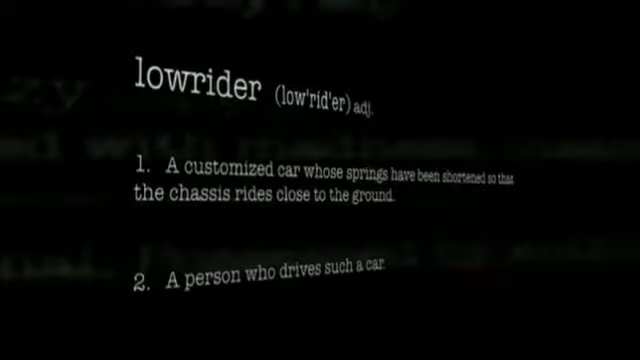 lowrider (low'rid'er) adj.
1. A customized car whose springs have been shortened so that
the chassis rides close to the ground.
2. A person who drives such a car.